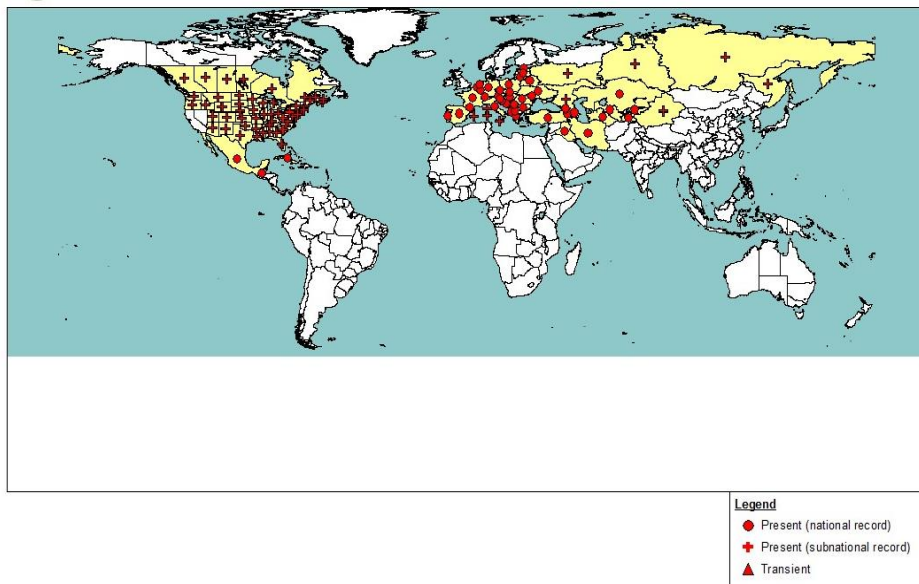 Legend
Present (national record)
Present (subnational record)
Transient